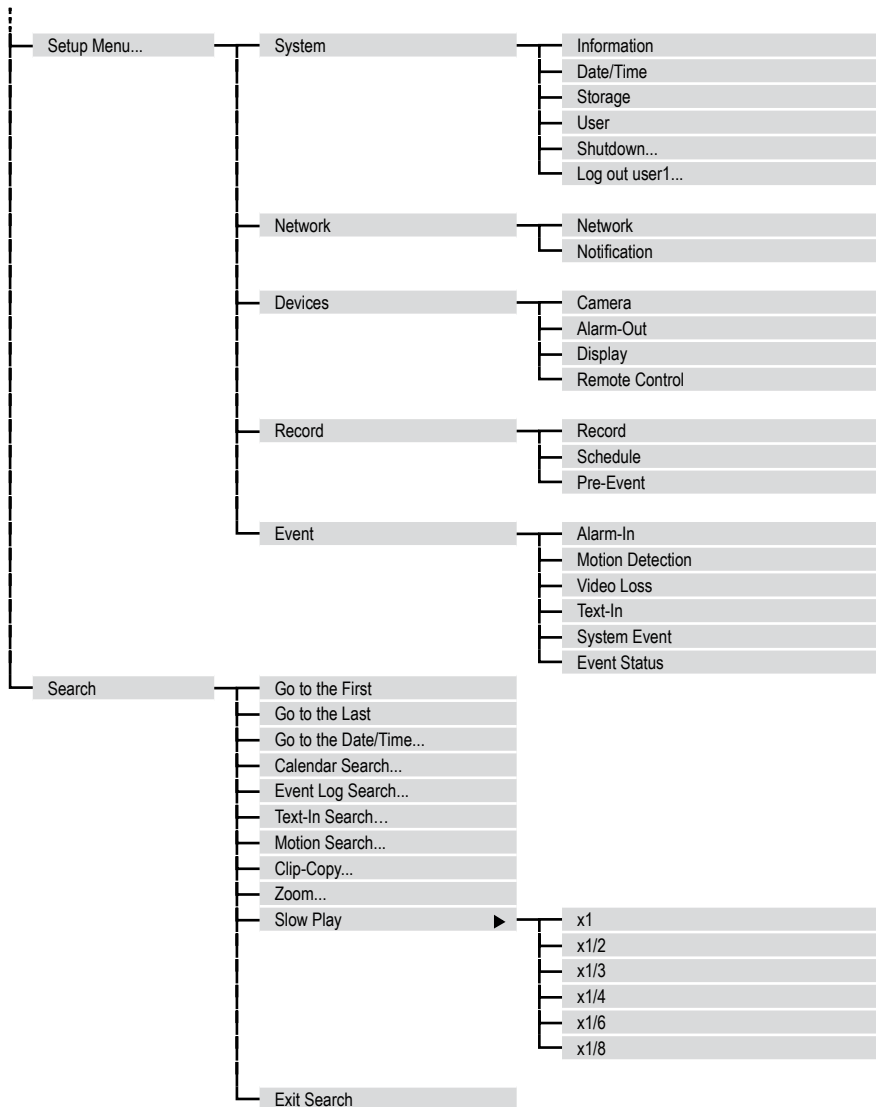 Setup Menu...
System
Information
Date/Time
Storage
User
Shutdown...
Log out user1...
Network
Network
Notification
Devices
Camera
Alarm-Out
Display
Remote Control
Record
Record
Schedule
Pre-Event
Event
Alarm-In
Motion Detection
Video Loss
Text-In
System Event
Event Status
Search
Go to the First
Go to the Last
Go to the Date/Time...
Calendar Search...
Event Log Search...
Text-In Search…
Motion Search...
Clip-Copy...
Zoom...
Slow Play
x1
x1/2
x1/3
x1/4
x1/6
x1/8
Exit Search